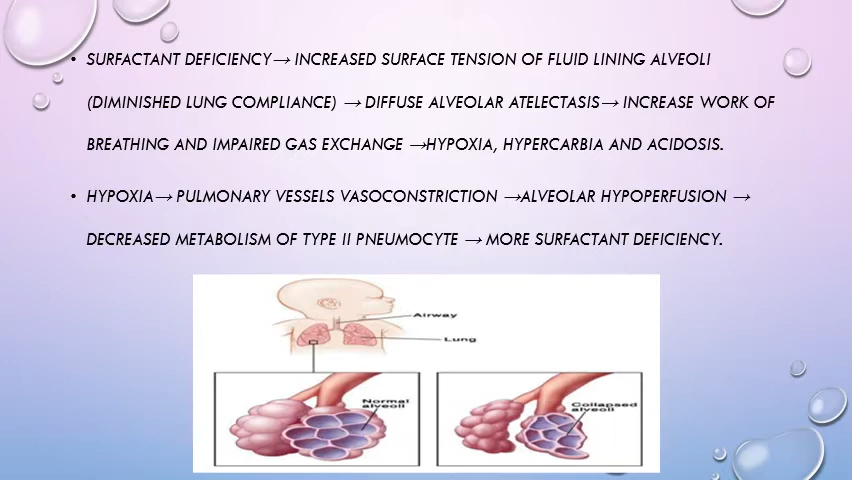 • SURFACTANT DEFICIENCY→ INCREASED SURFACE TENSION OF FLUID LINING ALVEOLI
(DIMINISHED LUNG COMPLIANCE) → DIFFUSE ALVEOLAR ATELECTASIS→ INCREASE WORK OF
BREATHING AND IMPAIRED GAS EXCHANGE →HYPOXIA, HYPERCARBIA AND ACIDOSIS.
• HYPOXIA→ PULMONARY VESSELS VASOCONSTRICTION →ALVEOLAR HYPOPERFUSION →
DECREASED METABOLISM OF TYPE II PNEUMOCYTE → MORE SURFACTANT DEFICIENCY.
Airway
Lung
Normal
alveoli
Collapsed
alveoli